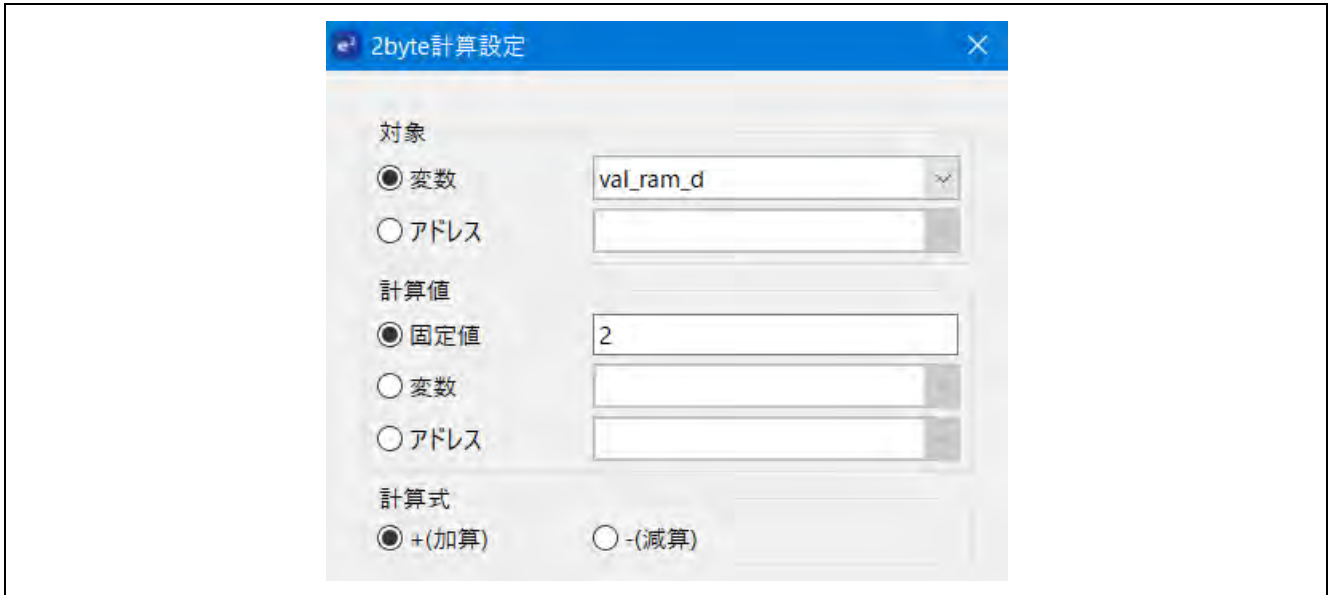 e² 2byte計算設定
対象
変数 val_ram_d
アドレス
計算値
固定値 2
変数
アドレス
計算式
+(加算) -(減算)